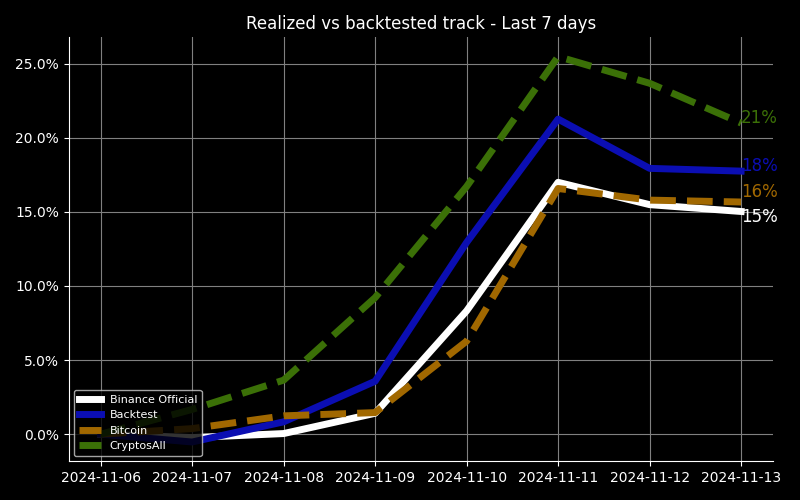 Realized vs backtested track - Last 7 days
25.0%
20.0%
15.0%
10.0%
5.0%
0.0%
21%
18%
16%
15%
Binance Official
Backtest
Bitcoin
CryptosAll
2024-11-06 2024-11-07 2024-11-08 2024-11-09 2024-11-10 2024-11-11 2024-11-12 2024-11-13